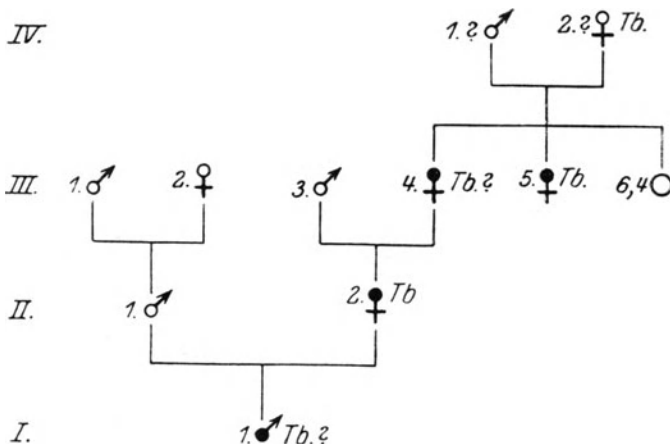 IV. 1.? 2.? Tb.
III. 1. 2. 3. 4. Tb.? 5. Tb. 6,4
II. 1. 2. Tb
I. 1. Tb.?